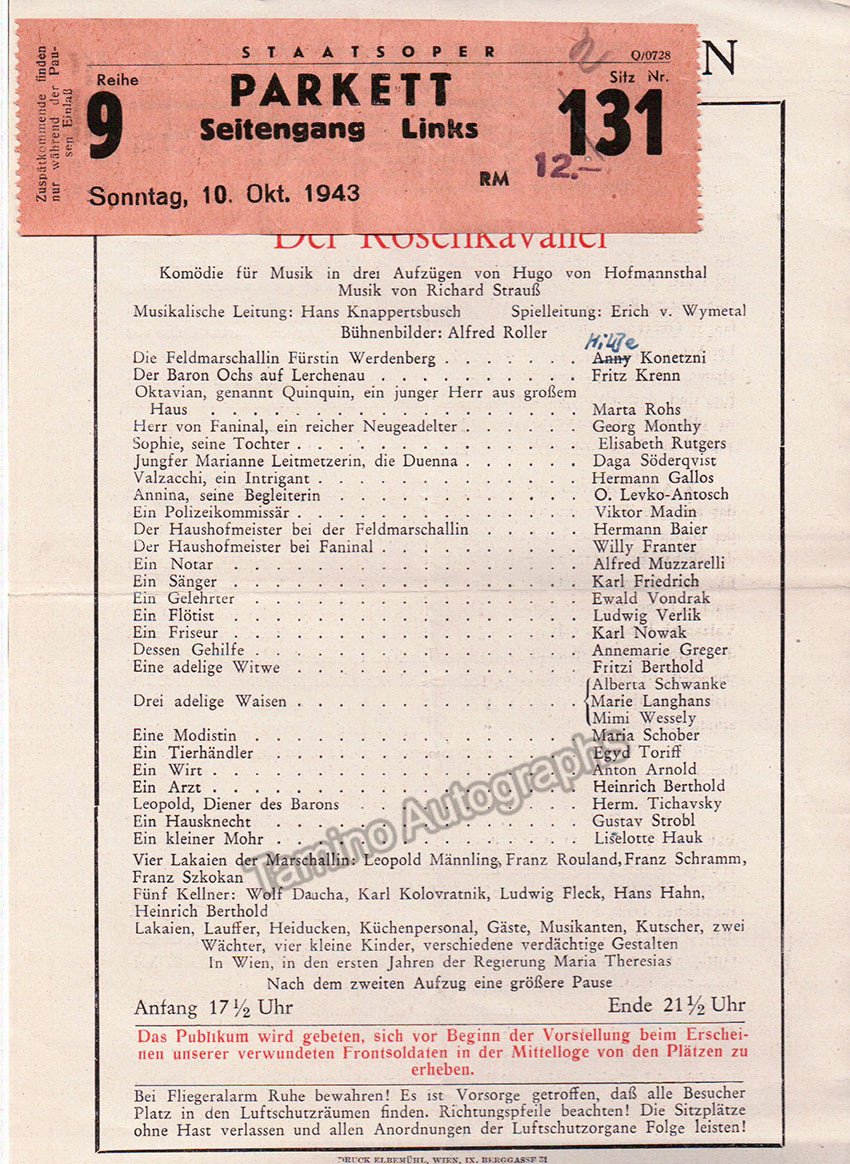 Zuspätkommende finden
nur während der Pau-
sen Einlaß
STAATSOPER
Q/0728
N
Reihe
9
PARKETT
Seitengang Links
Sitz Nr.
131
RM 12.–
Sonntag, 10. Okt. 1943
Der Rosenkavalier
Komödie für Musik in drei Aufzügen von Hugo von Hofmannsthal
Musik von Richard Strauß
Musikalische Leitung: Hans Knappertsbusch Spielleitung: Erich v. Wymetal
Bühnenbilder: Alfred Roller
Hilde
Die Feldmarschallin Fürstin Werdenberg . . . . . . Anny Konetzni
Der Baron Ochs auf Lerchenau . . . . . . . . . Fritz Krenn
Oktavian, genannt Quinquin, ein junger Herr aus großem
Haus . . . . . . . . . . . . . . . . . Marta Rohs
Herr von Faninal, ein reicher Neugeadelter . . . . . Georg Monthy
Sophie, seine Tochter . . . . . . . . . . . . . Elisabeth Rutgers
Jungfer Marianne Leitmetzerin, die Duenna . . . . . Daga Söderqvist
Valzacchi, ein Intrigant . . . . . . . . . . . . Hermann Gallos
Annina, seine Begleiterin . . . . . . . . . . . . O. Levko-Antosch
Ein Polizeikommissär . . . . . . . . . . . . . Viktor Madin
Der Haushofmeister bei der Feldmarschallin . . . . . Hermann Baier
Der Haushofmeister bei Faninal . . . . . . . . . Willy Franter
Ein Notar . . . . . . . . . . . . . . . . Alfred Muzzarelli
Ein Sänger . . . . . . . . . . . . . . . . Karl Friedrich
Ein Gelehrter . . . . . . . . . . . . . . . Ewald Vondrak
Ein Flötist . . . . . . . . . . . . . . . . Ludwig Verlik
Ein Friseur . . . . . . . . . . . . . . . . Karl Nowak
Dessen Gehilfe . . . . . . . . . . . . . . . Annemarie Greger
Eine adelige Witwe . . . . . . . . . . . . . Fritzi Berthold
Alberta Schwanke
Drei adelige Waisen . . . . . . . . . . . . . Marie Langhans
Mimi Wessely
Eine Modistin . . . . . . . . . . . . . . . Maria Schober
Ein Tierhändler . . . . . . . . . . . . . . Egyd Toriff
Ein Wirt . . . . . . . . . . . . . . . . . Anton Arnold
Ein Arzt . . . . . . . . . . . . . . . . . Heinrich Berthold
Leopold, Diener des Barons . . . . . . . . . . Herm. Tichavsky
Ein Hausknecht . . . . . . . . . . . . . . Gustav Strobl
Ein kleiner Mohr . . . . . . . . . . . . . . Liselotte Hauk
Vier Lakaien der Marschallin: Leopold Männling, Franz Rouland, Franz Schramm,
Franz Szkokan
Fünf Kellner: Wolf Daucha, Karl Kolovratnik, Ludwig Fleck, Hans Hahn,
Heinrich Berthold
Lakaien, Lauffer, Heiducken, Küchenpersonal, Gäste, Musikanten, Kutscher, zwei
Wächter, vier kleine Kinder, verschiedene verdächtige Gestalten
In Wien, in den ersten Jahren der Regierung Maria Theresias
Nach dem zweiten Aufzug eine größere Pause
Anfang 17½ Uhr Ende 21½ Uhr
Das Publikum wird gebeten, sich vor Beginn der Vorstellung beim Erschei-
nen unserer verwundeten Frontsoldaten in der Mittelloge von den Plätzen zu
erheben.
Bei Fliegeralarm Ruhe bewahren! Es ist Vorsorge getroffen, daß alle Besucher
Platz in den Luftschutzräumen finden. Richtungspfeile beachten! Die Sitzplätze
ohne Hast verlassen und allen Anordnungen der Luftschutzorgane Folge leisten!
DRUCK ELBEMÜHL, WIEN, IX. BERGGASSE 31
Tamino Autographs